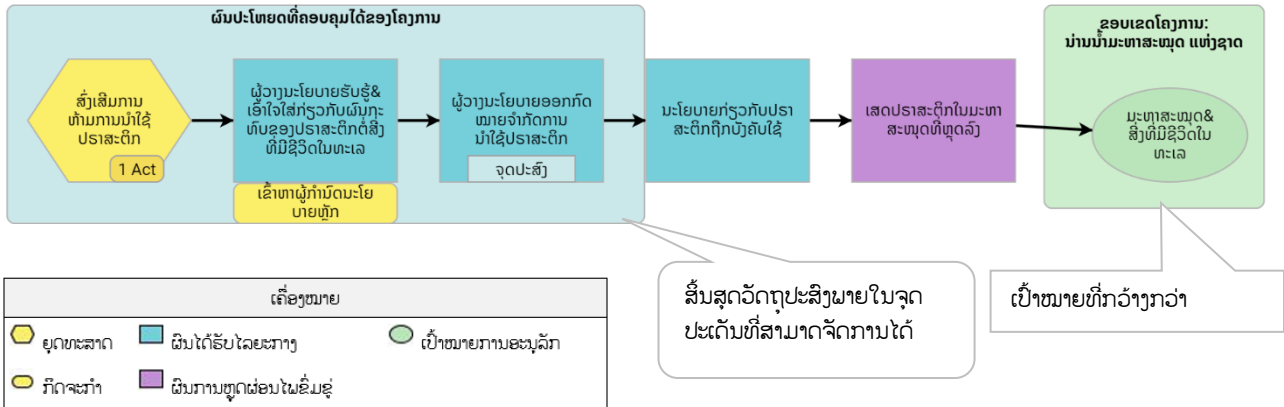 ຜົນປະໂຫຍດທີ່ຄອບຄຸມໄດ້ຂອງໂຄງການ
ຂອບເຂດໂຄງການ:
ນ່ານນ້ຳມະຫາສະໝຸດ ແຫ່ງຊາດ
ສົ່ງເສີມການ
ຫ້າມການນຳໃຊ້
ປຣາສະຕິກ
1 Act
ຜູ້ວາງນະໂຍບາຍຮັບຮູ້&
ເອົາໃຈໃສ່ກ່ຽວກັບຜົນກະ
ທົບຂອງປຣາສະຕິກຕໍ່ສິ່ງ
ທີ່ມີຊີວິດໃນທະເລ
ເຂົ້າຫາຜູ້ກຳນົດນະໂຍ
ບາຍຫຼັກ
ຜູ້ວາງນະໂຍບາຍອອກກົດ
ໝາຍຈຳກັດການ
ນຳໃຊ້ປຣາສະຕິກ
ຈຸດປະສົງ
ນະໂຍບາຍກ່ຽວກັບປຣາ
ສະຕິກຖືກບັງຄັບໃຊ້
ເສດປຣາສະຕິກໃນມະຫາ
ສະໝຸດທີ່ຫຼຸດລົງ
ມະຫາສະໝຸດ&
ສິ່ງທີ່ມີຊີວິດໃນ
ທະເລ
ສິ້ນສຸດວັດຖຸປະສົງພາຍໃນຈຸດ
ປະເດັນທີ່ສາມາດຈັດການໄດ້
ເປົ້າໝາຍທີ່ກວ້າງກວ່າ
ເຄື່ອງໝາຍ
ຍຸດທະສາດ
ຜົນໄດ້ຮັບໄລຍະກາງ
ເປົ້າໝາຍການອະນຸລັກ
ກິດຈະກຳ
ຜົນການຫຼຸດຜ່ອນໄພຂົ່ມຂູ່